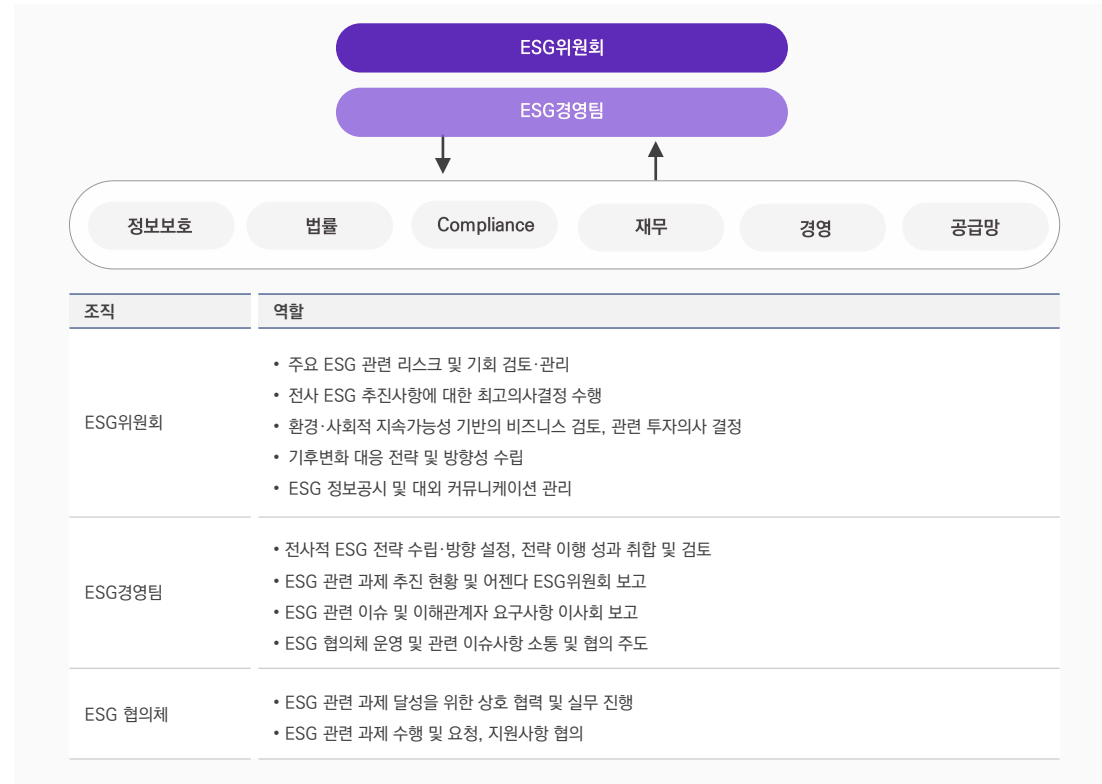 ESG위원회
ESG경영팀
정보보호 법률 Compliance 재무 경영 공급망
조직 역할
ESG위원회
• 주요 ESG 관련 리스크 및 기회 검토·관리
• 전사 ESG 추진사항에 대한 최고의사결정 수행
• 환경·사회적 지속가능성 기반의 비즈니스 검토, 관련 투자의사 결정
• 기후변화 대응 전략 및 방향성 수립
• ESG 정보공시 및 대외 커뮤니케이션 관리
ESG경영팀
• 전사적 ESG 전략 수립·방향 설정, 전략 이행 성과 취합 및 검토
• ESG 관련 과제 추진 현황 및 어젠다 ESG위원회 보고
• ESG 관련 이슈 및 이해관계자 요구사항 이사회 보고
• ESG 협의체 운영 및 관련 이슈사항 소통 및 협의 주도
ESG 협의체
• ESG 관련 과제 달성을 위한 상호 협력 및 실무 진행
• ESG 관련 과제 수행 및 요청, 지원사항 협의